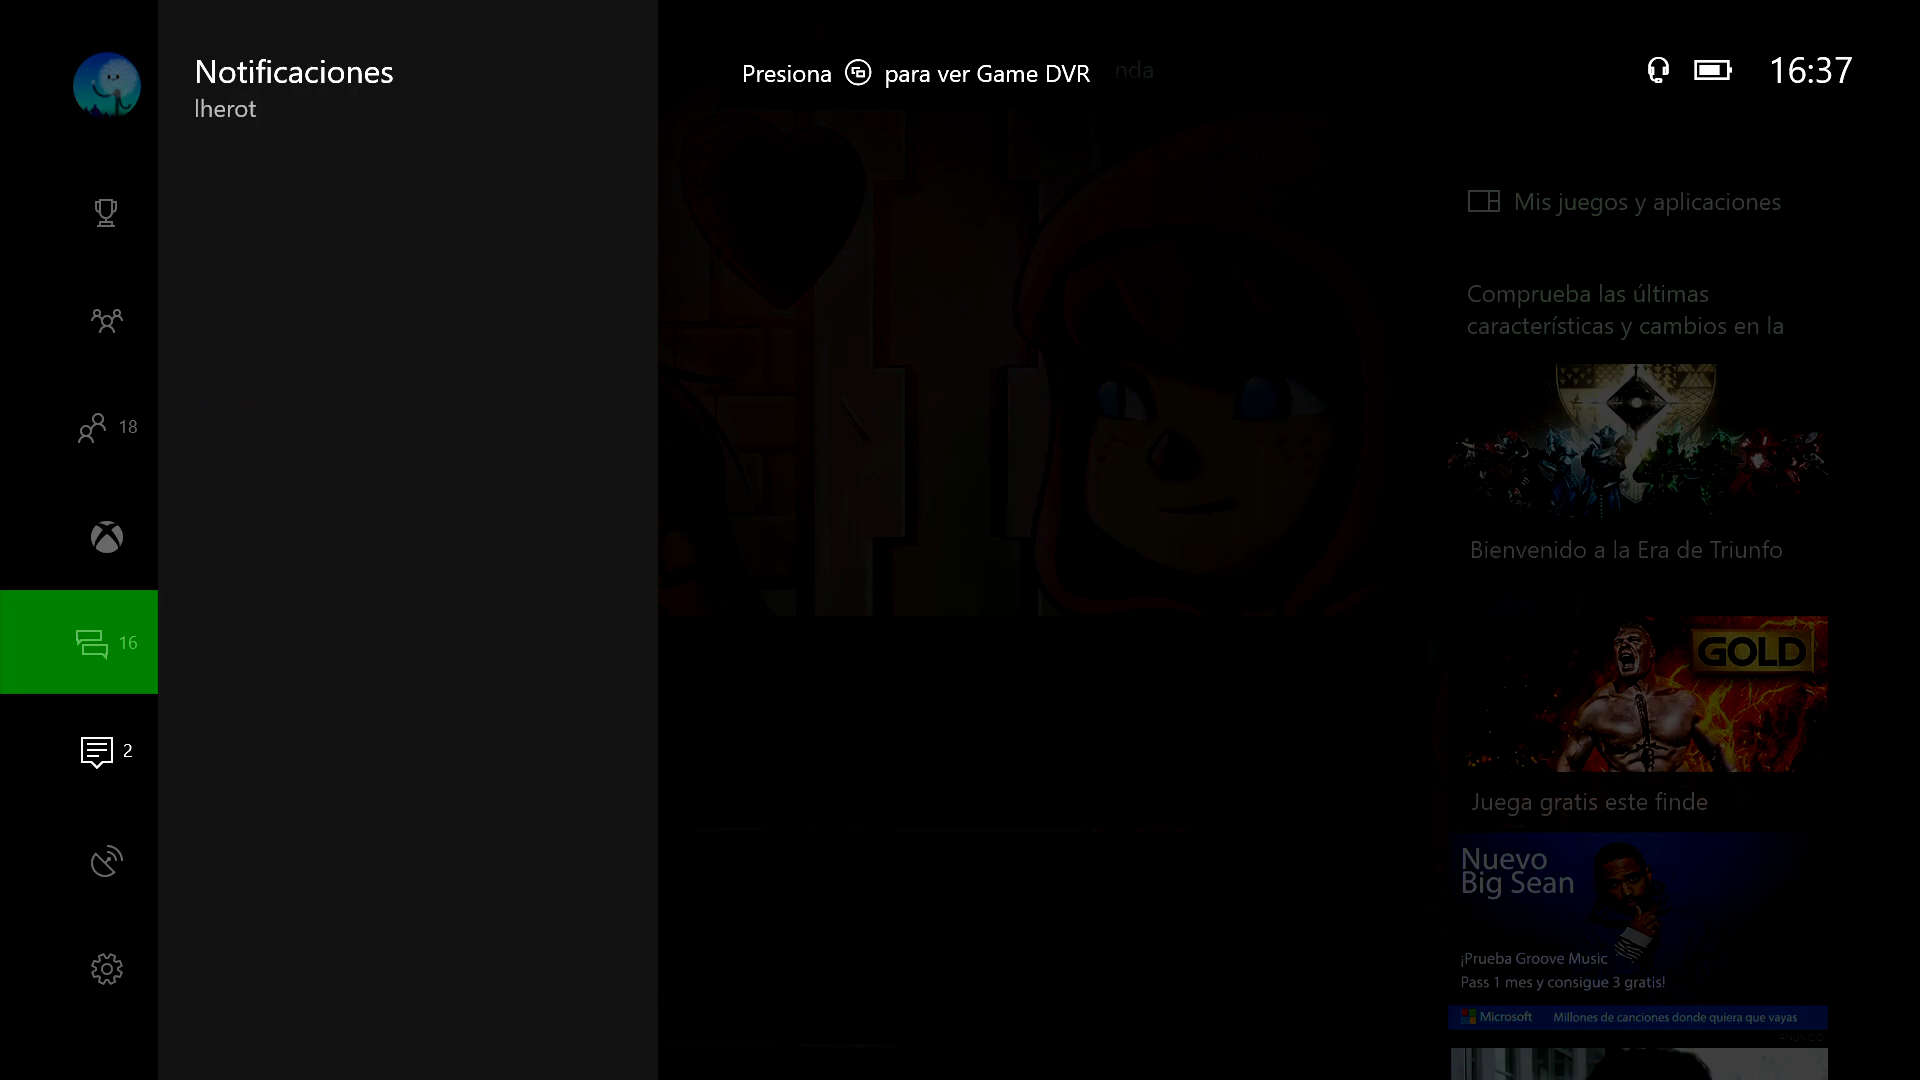 Notificaciones
lherot
Presiona para ver Game DVR
nda
16:37
18
16
2
Mis juegos y aplicaciones
Comprueba las últimas
características y cambios en la
Bienvenido a la Era de Triunfo
GOLD
Juega gratis este finde
Nuevo
Big Sean
¡Prueba Groove Music
Pass 1 mes y consigue 3 gratis!
Microsoft Millones de canciones donde quiera que vayas
ANUNCIO